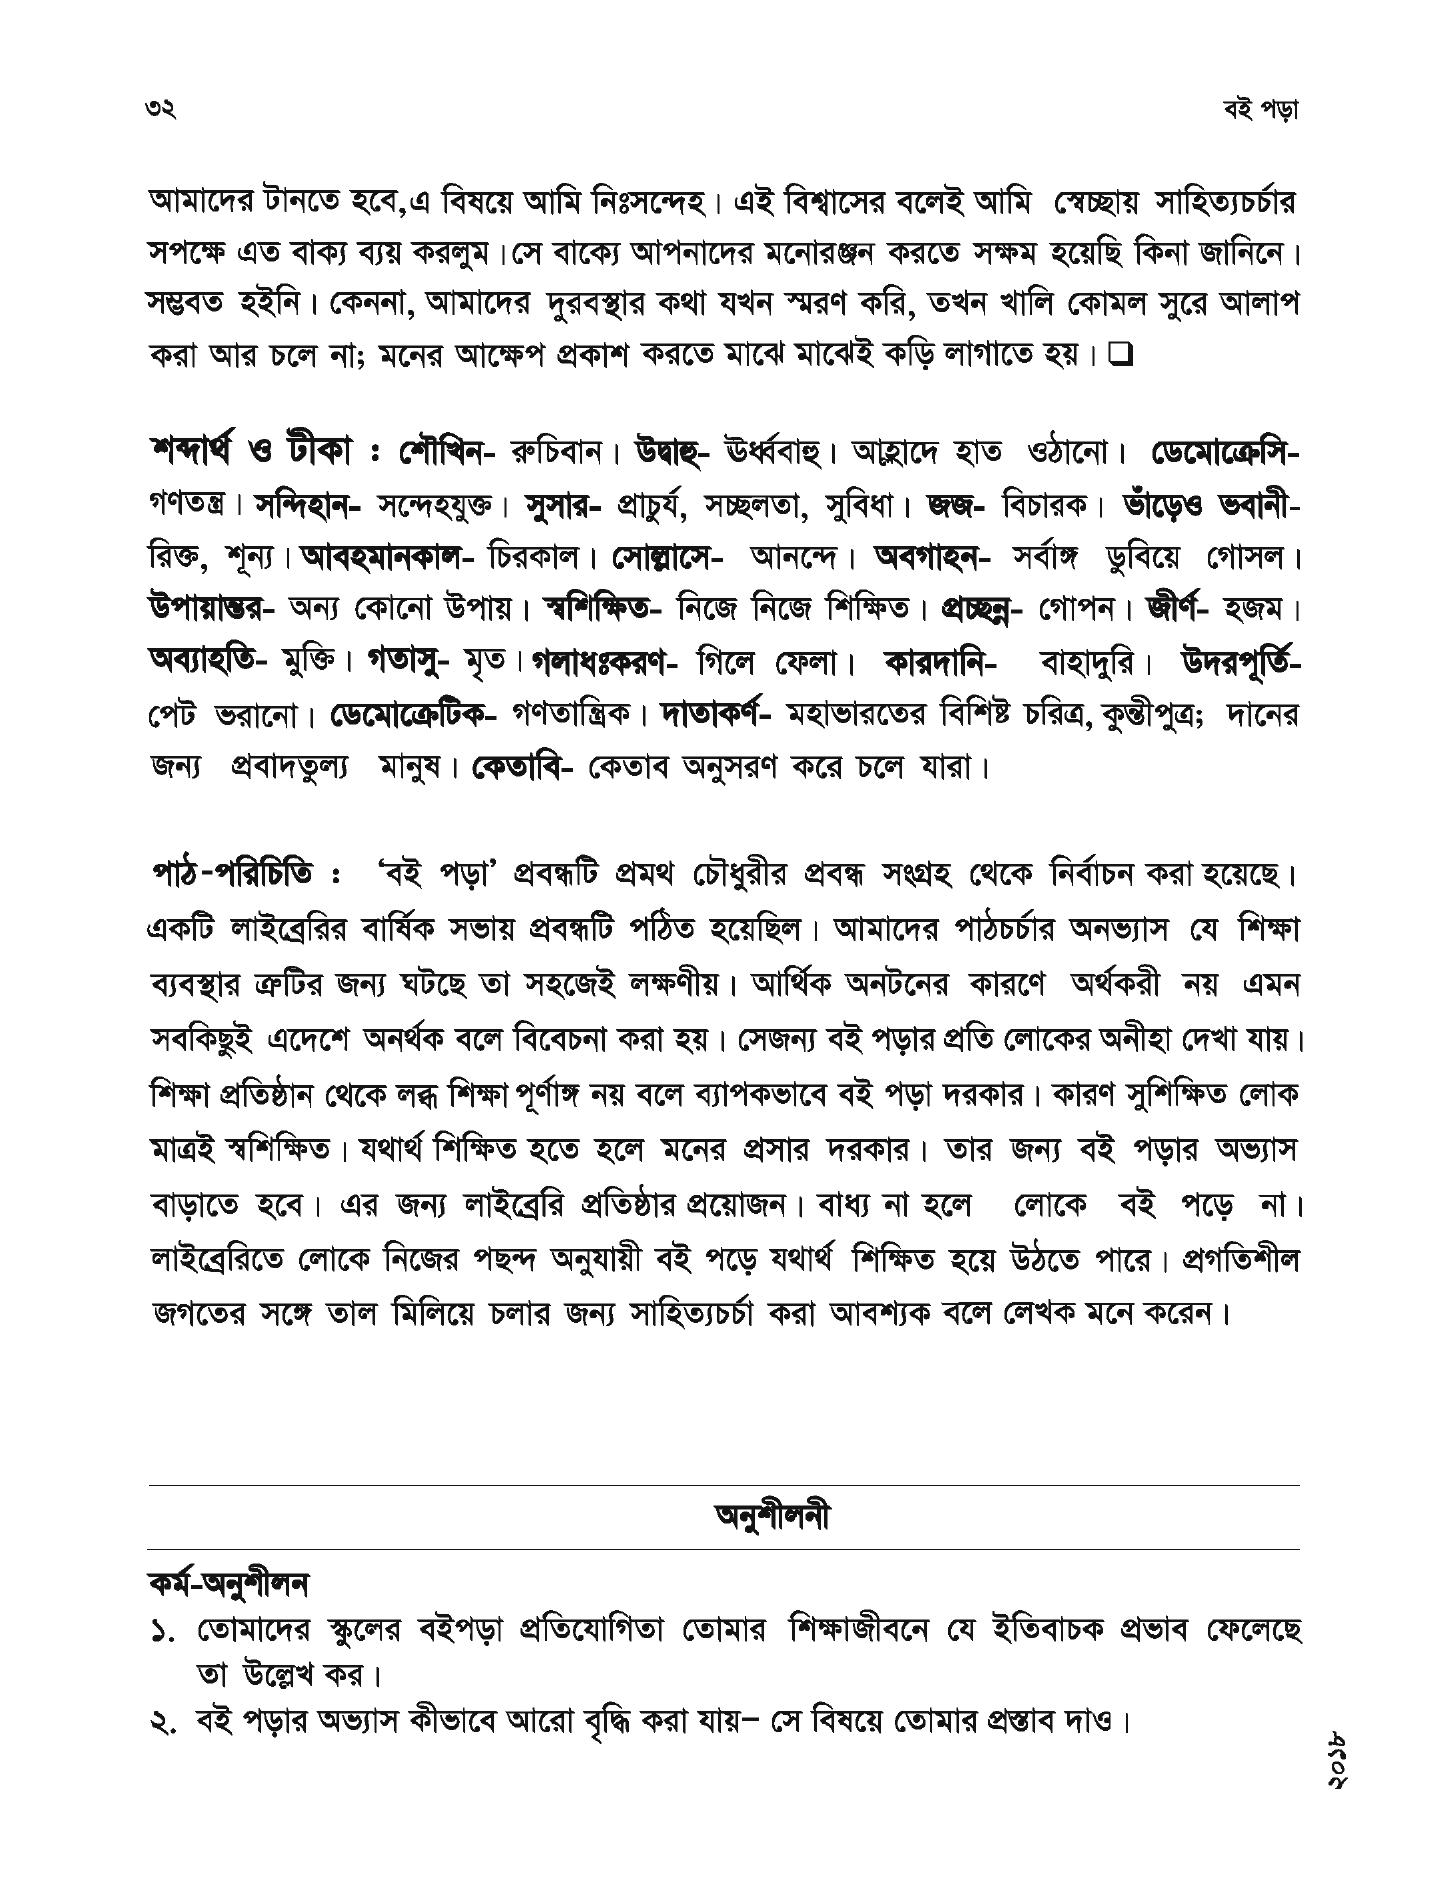 ৩২
বই পড়া
আমাদের টানতে হবে,এ বিষয়ে আমি নিঃসন্দেহ। এই বিশ্বাসের বলেই আমি স্বেচ্ছায় সাহিত্যচর্চার
সপক্ষে এত বাক্য ব্যয় করলুম।সে বাক্যে আপনাদের মনোরঞ্জন করতে সক্ষম হয়েছি কিনা জানিনে।
সম্ভবত হইনি। কেননা, আমাদের দুরবস্থার কথা যখন স্মরণ করি, তখন খালি কোমল সুরে আলাপ
করা আর চলে না; মনের আক্ষেপ প্রকাশ করতে মাঝে মাঝেই কড়ি লাগাতে হয়। ❑
শব্দার্থ ও টীকা : শৌখিন- রুচিবান। উদ্বাহু- ঊর্ধ্ববাহু। আহ্লাদে হাত ওঠানো। ডেমোক্রেসি-
গণতন্ত্র। সন্দিহান- সন্দেহযুক্ত। সুসার- প্রাচুর্য, সচ্ছলতা, সুবিধা। জজ- বিচারক। ভাঁড়েও ভবানী-
রিক্ত, শূন্য। আবহমানকাল- চিরকাল। সোল্লাসে- আনন্দে। অবগাহন- সর্বাঙ্গ ডুবিয়ে গোসল।
উপায়ান্তর- অন্য কোনো উপায়। স্বশিক্ষিত- নিজে নিজে শিক্ষিত। প্রচ্ছন্ন- গোপন। জীর্ণ- হজম।
অব্যাহতি- মুক্তি। গতাসু- মৃত। গলাধঃকরণ- গিলে ফেলা। কারদানি- বাহাদুরি। উদরপূর্তি-
পেট ভরানো। ডেমোক্রেটিক- গণতান্ত্রিক। দাতাকর্ণ- মহাভারতের বিশিষ্ট চরিত্র, কুন্তীপুত্র; দানের
জন্য প্রবাদতুল্য মানুষ। কেতাবি- কেতাব অনুসরণ করে চলে যারা।
পাঠ-পরিচিতি : ‘বই পড়া’ প্রবন্ধটি প্রমথ চৌধুরীর প্রবন্ধ সংগ্রহ থেকে নির্বাচন করা হয়েছে।
একটি লাইব্রেরির বার্ষিক সভায় প্রবন্ধটি পঠিত হয়েছিল। আমাদের পাঠচর্চার অনভ্যাস যে শিক্ষা
ব্যবস্থার ত্রুটির জন্য ঘটছে তা সহজেই লক্ষণীয়। আর্থিক অনটনের কারণে অর্থকরী নয় এমন
সবকিছুই এদেশে অনর্থক বলে বিবেচনা করা হয়। সেজন্য বই পড়ার প্রতি লোকের অনীহা দেখা যায়।
শিক্ষা প্রতিষ্ঠান থেকে লব্ধ শিক্ষা পূর্ণাঙ্গ নয় বলে ব্যাপকভাবে বই পড়া দরকার। কারণ সুশিক্ষিত লোক
মাত্রই স্বশিক্ষিত। যথার্থ শিক্ষিত হতে হলে মনের প্রসার দরকার। তার জন্য বই পড়ার অভ্যাস
বাড়াতে হবে। এর জন্য লাইব্রেরি প্রতিষ্ঠার প্রয়োজন। বাধ্য না হলে লোকে বই পড়ে না।
লাইব্রেরিতে লোকে নিজের পছন্দ অনুযায়ী বই পড়ে যথার্থ শিক্ষিত হয়ে উঠতে পারে। প্রগতিশীল
জগতের সঙ্গে তাল মিলিয়ে চলার জন্য সাহিত্যচর্চা করা আবশ্যক বলে লেখক মনে করেন।
অনুশীলনী
কর্ম-অনুশীলন
১. তোমাদের স্কুলের বইপড়া প্রতিযোগিতা তোমার শিক্ষাজীবনে যে ইতিবাচক প্রভাব ফেলেছে
তা উল্লেখ কর।
২. বই পড়ার অভ্যাস কীভাবে আরো বৃদ্ধি করা যায়– সে বিষয়ে তোমার প্রস্তাব দাও।
২০১৮